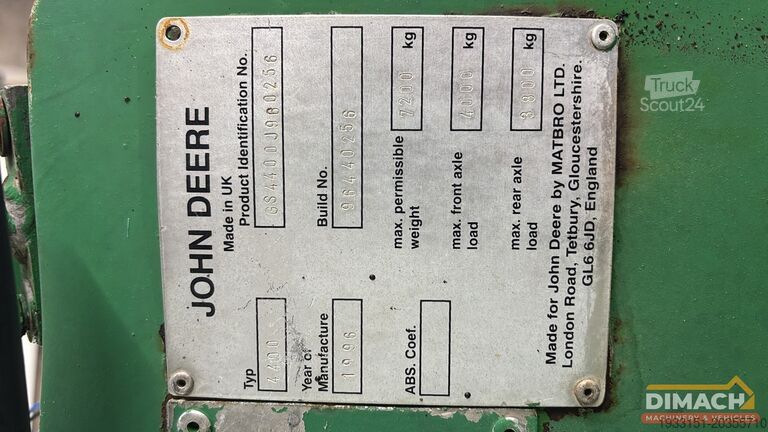 JOHN DEERE
Made in UK
Product Identification No.
GS4400J960256
Typ
4400
Build No.
96440256
Year of
Manufacture
1996
max. permissible
weight
7200 kg
max. front axle
load
4000 kg
ABS. Coef.
max. rear axle
load
3800 kg
Made for John Deere by MATBRO LTD.
London Road, Tetbury, Gloucestershire.
GL6 6JD, England
Truck
Scout24
DIMACH
MACHINERY & VEHICLES